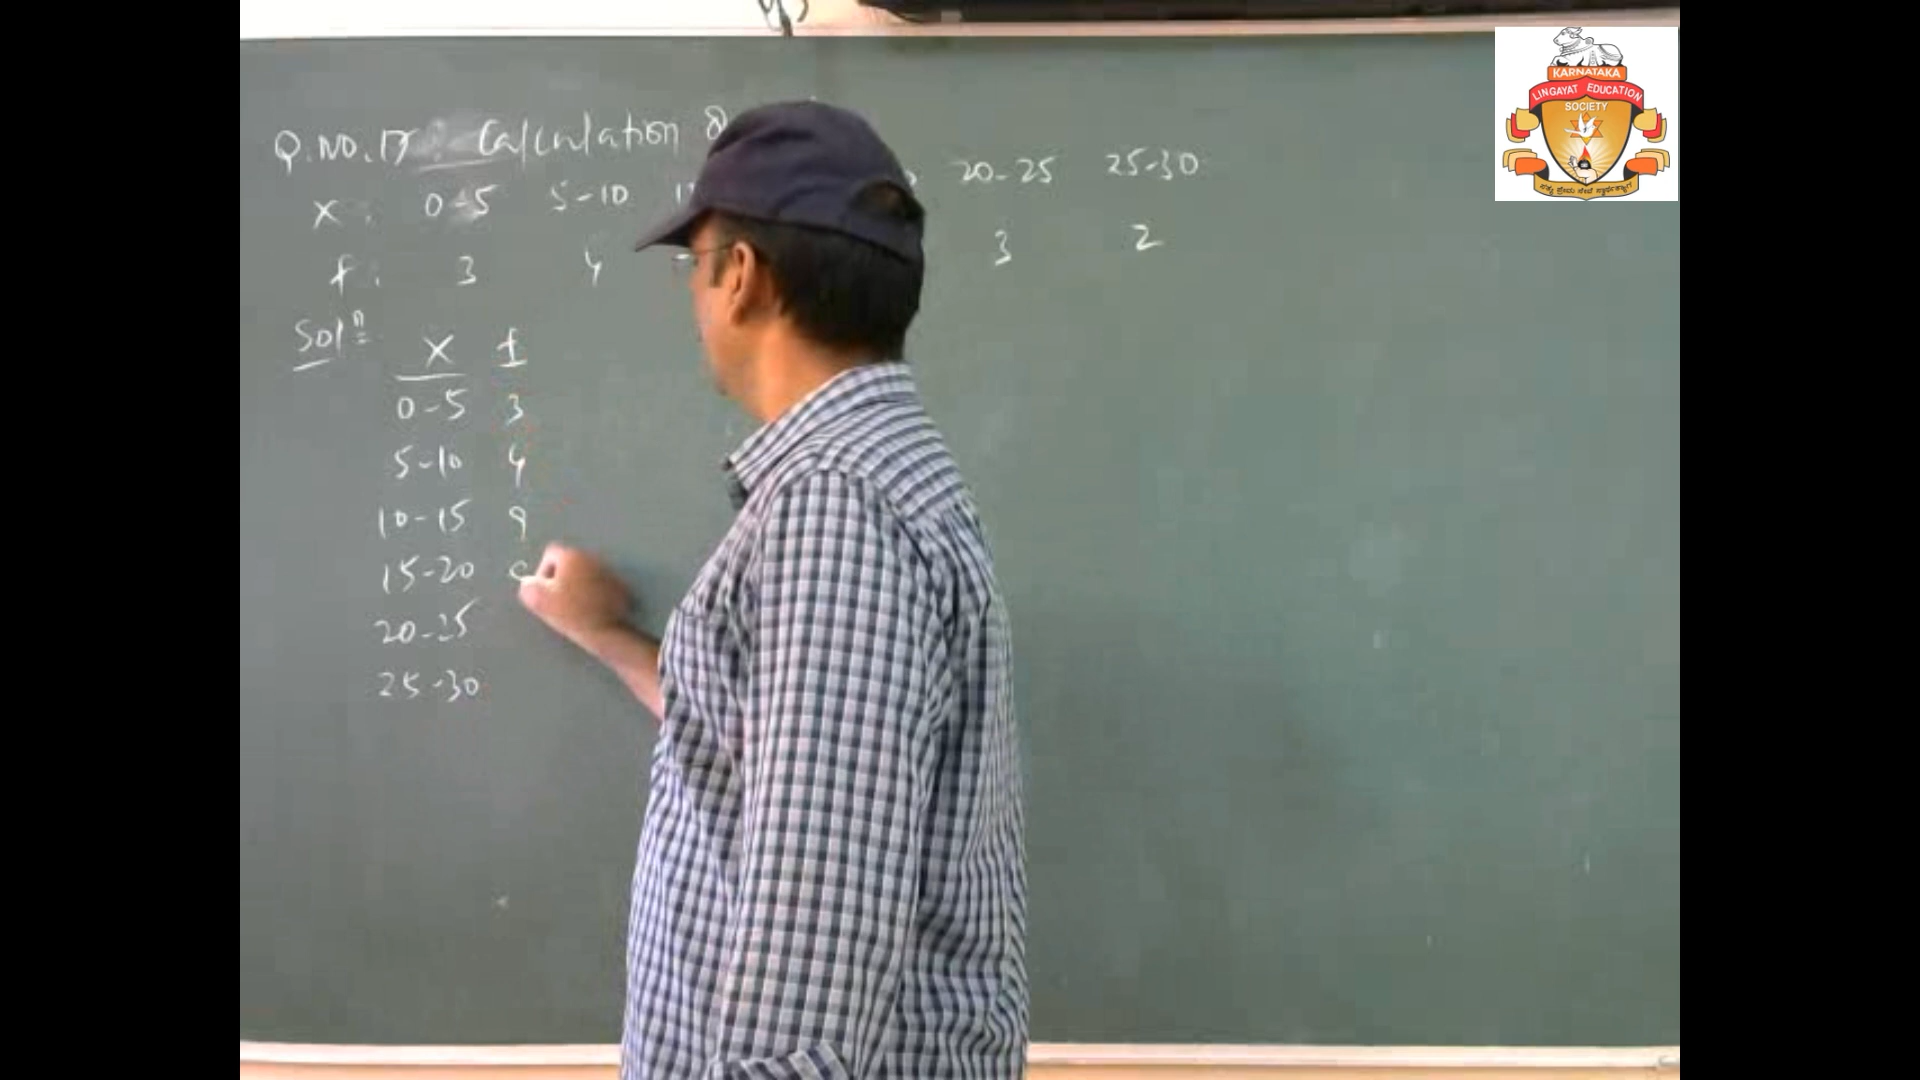 Q.NO.17: Calculation
X: 0-5 5-10 20-25 25-30
f: 3 4 3 2
Solⁿ
X f
0-5 3
5-10 4
10-15 9
15-20
20-25
25-30
KARNATAKA
LINGAYAT EDUCATION
SOCIETY